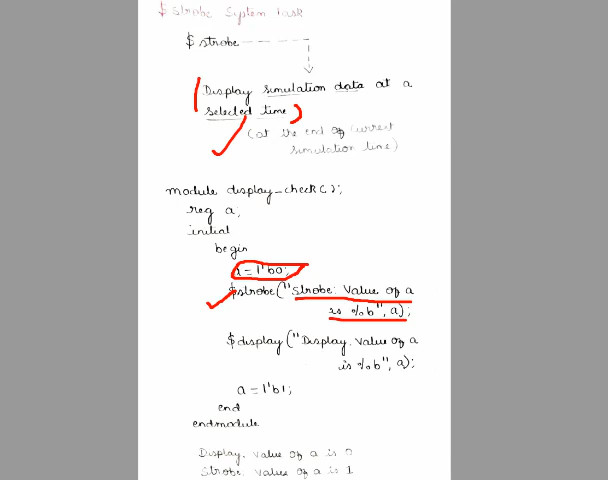 $ strobe System task
$ strobe
Display simulation data at a
selected time
(at the end of current
simulation time)
module display_check();
reg a;
initial
begin
a = 1'b0;
$strobe("Strobe: Value of a
is %b", a);
$display("Display. Value of a
is %b", a);
a = 1'b1;
end
endmodule
Display. value of a is 0
Strobe. Value of a is 1